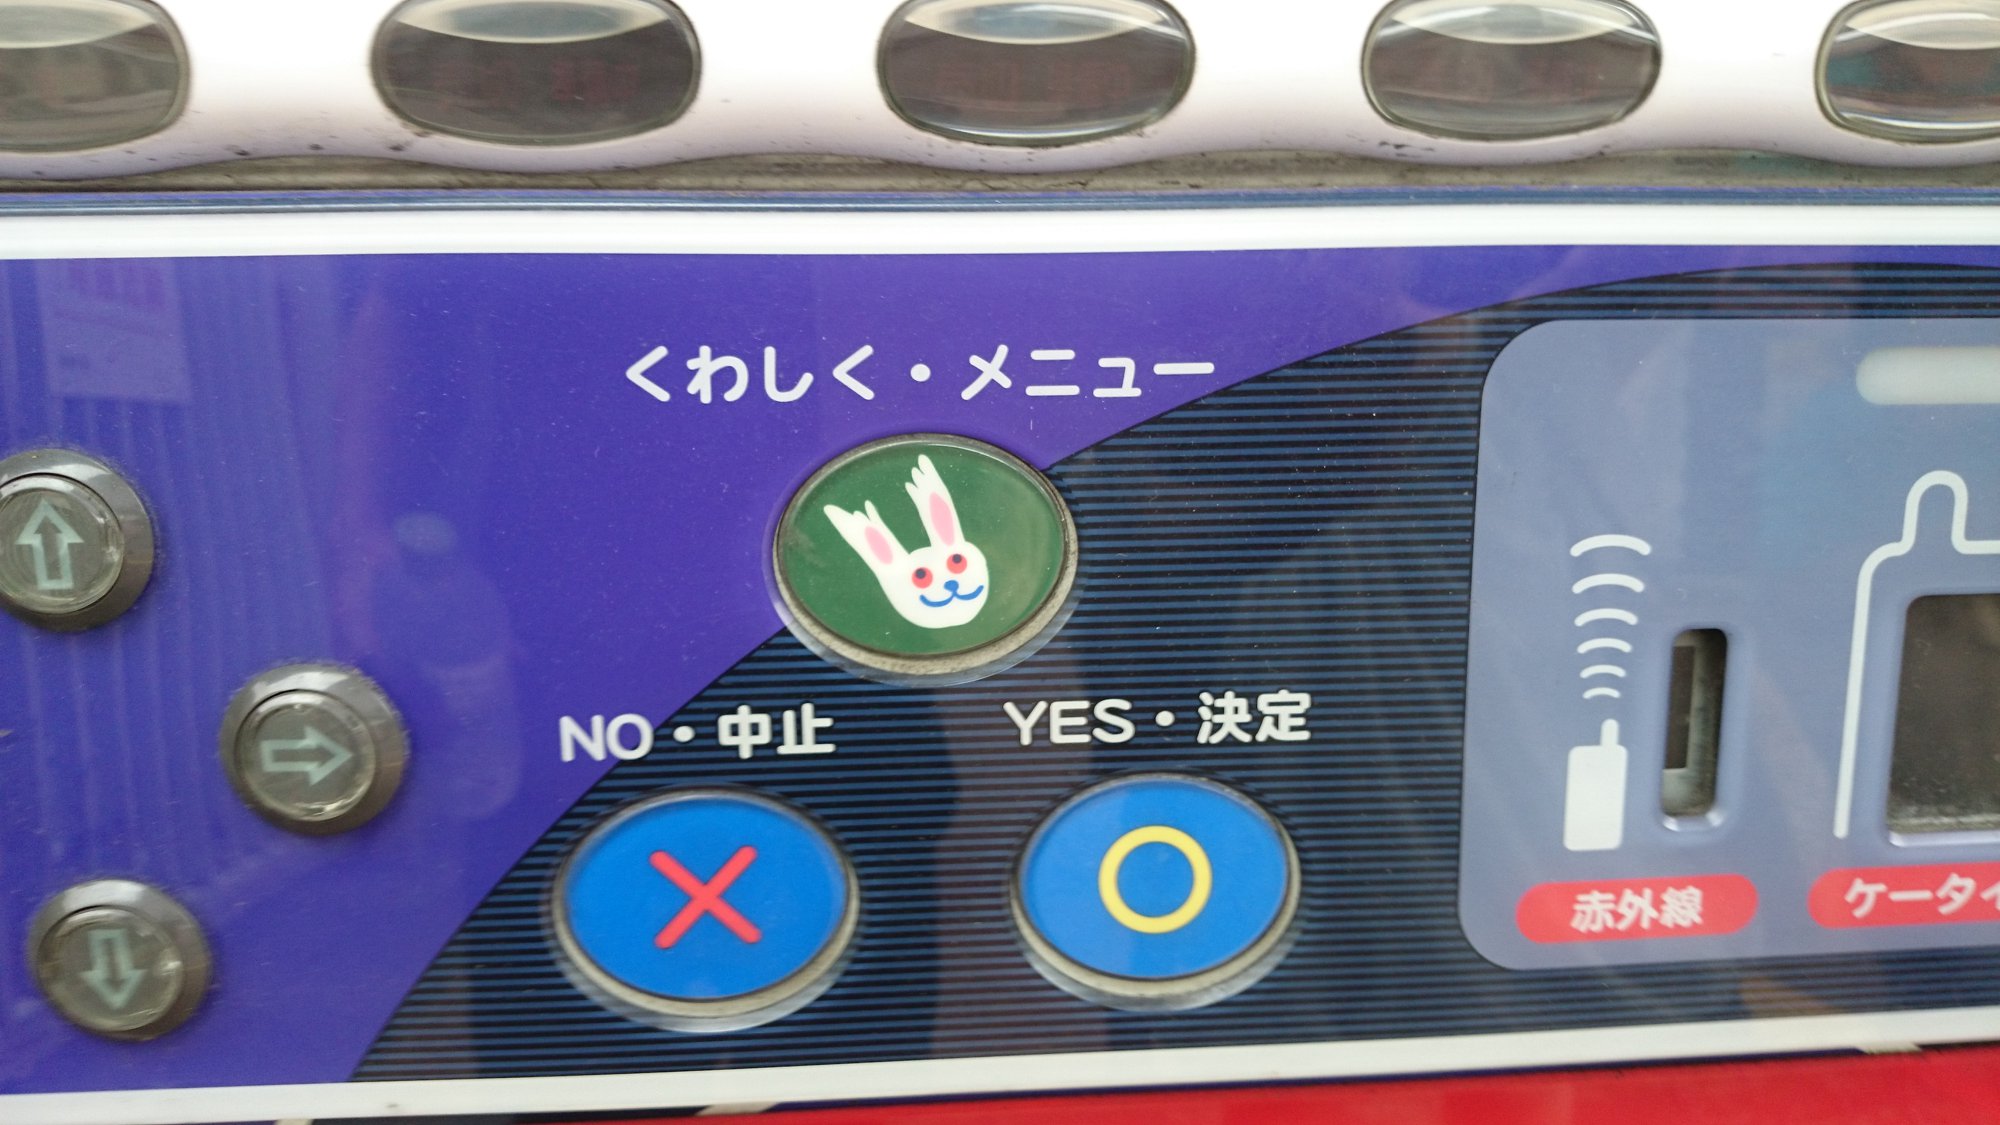 くわしく・メニュー
NO・中止
YES・決定
赤外線
ケータイ